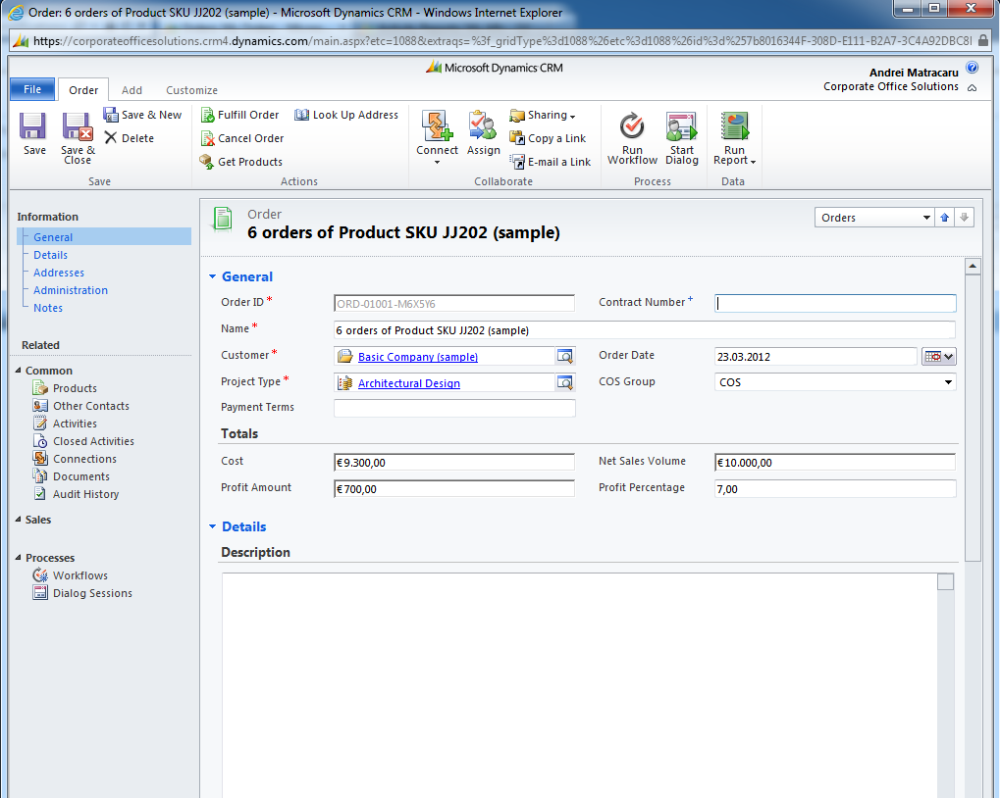 Order: 6 orders of Product SKU JJ202 (sample) - Microsoft Dynamics CRM - Windows Internet Explorer
https://corporateofficesolutions.crm4.dynamics.com/main.aspx?etc=1088&extraqs=%3f_gridType%3d1088%26etc%3d1088%26id%3d%257b8016344F-308D-E111-B2A7-3C4A92DBC8
Microsoft Dynamics CRM
Andrei Matracaru
Corporate Office Solutions
File Order Add Customize
Save
Save & Close
Save & New
Delete
Save
Fulfill Order
Cancel Order
Get Products
Look Up Address
Actions
Connect
Assign
Sharing
Copy a Link
E-mail a Link
Collaborate
Run Workflow
Start Dialog
Process
Run Report
Data
Information
General
Details
Addresses
Administration
Notes
Related
Common
Products
Other Contacts
Activities
Closed Activities
Connections
Documents
Audit History
Sales
Processes
Workflows
Dialog Sessions
Order
6 orders of Product SKU JJ202 (sample)
Orders
General
Order ID * ORD-01001-M6X5Y6 Contract Number +
Name * 6 orders of Product SKU JJ202 (sample)
Customer * Basic Company (sample) Order Date 23.03.2012
Project Type * Architectural Design COS Group COS
Payment Terms
Totals
Cost €9.300,00 Net Sales Volume €10.000,00
Profit Amount €700,00 Profit Percentage 7,00
Details
Description